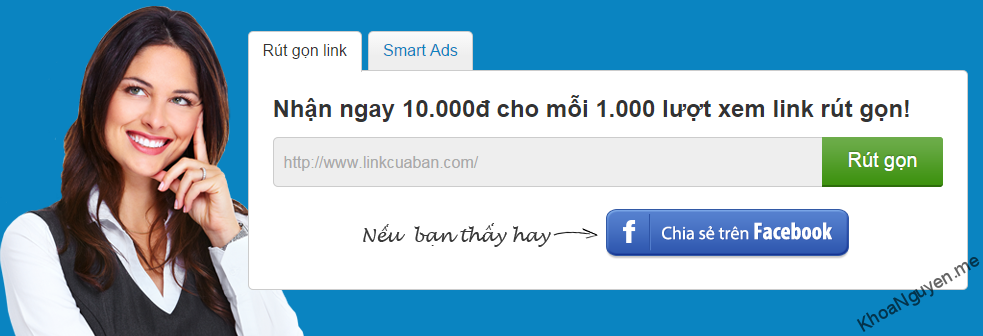 Rút gọn link
Smart Ads
Nhận ngay 10.000đ cho mỗi 1.000 lượt xem link rút gọn!
http://www.linkcuaban.com/
Rút gọn
Nếu bạn thấy hay
f Chia sẻ trên Facebook
KhoaNguyen.me